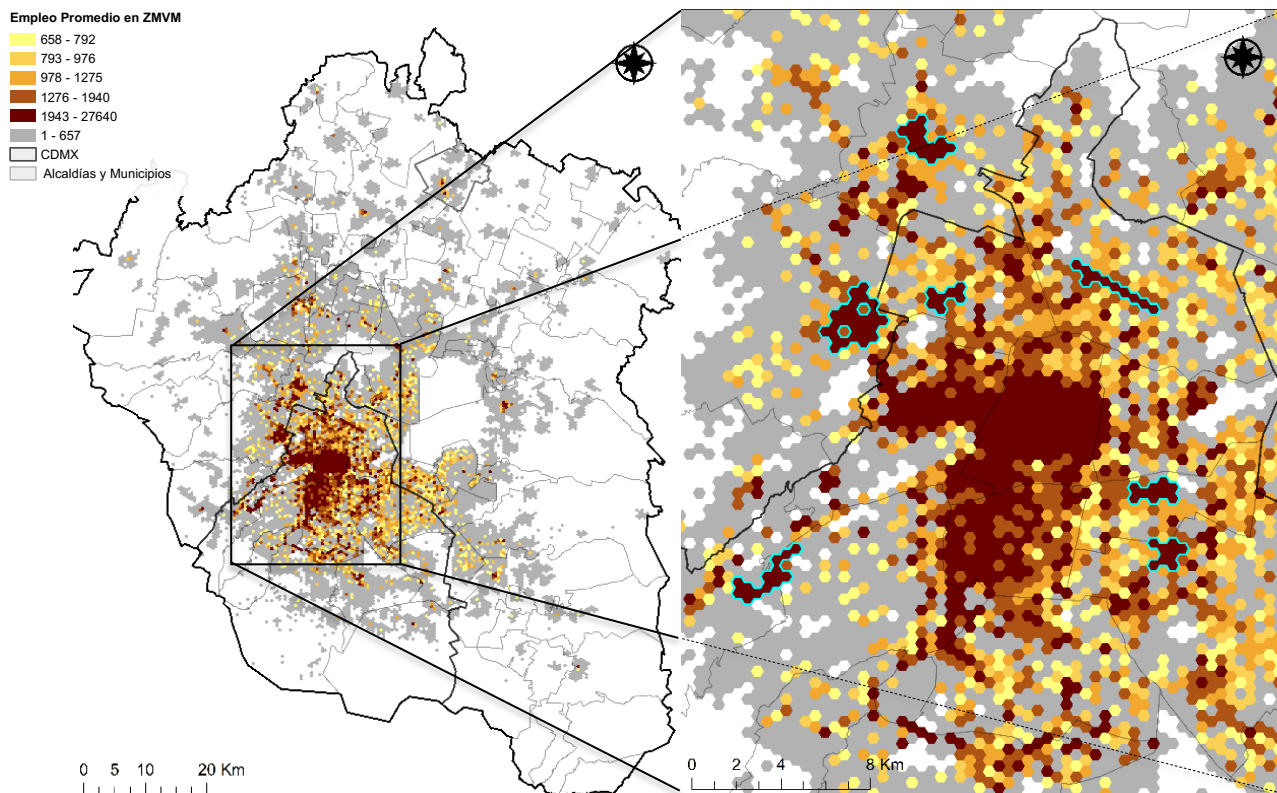 Empleo Promedio en ZMVM
658 - 792
793 - 976
978 - 1275
1276 - 1940
1943 - 27640
1 - 657
CDMX
Alcaldías y Municipios
0 5 10 20 Km
0 2 4 8 Km